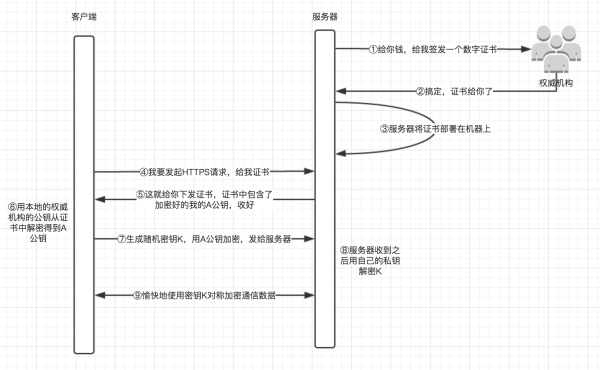 客户端
服务器
①给你钱，给我签发一个数字证书
权威机构
②搞定，证书给你了
③服务器将证书部署在机器上
④我要发起HTTPS请求，给我证书
⑤这就给你下发证书，证书中包含了
加密好的我的A公钥，收好
⑥用本地的权威
机构的公钥从证
书中解密得到A
公钥
⑦生成随机密钥K，用A公钥加密，发给服务器
⑧服务器收到之
后用自己的私钥
解密K
⑨愉快地使用密钥K对称加密通信数据